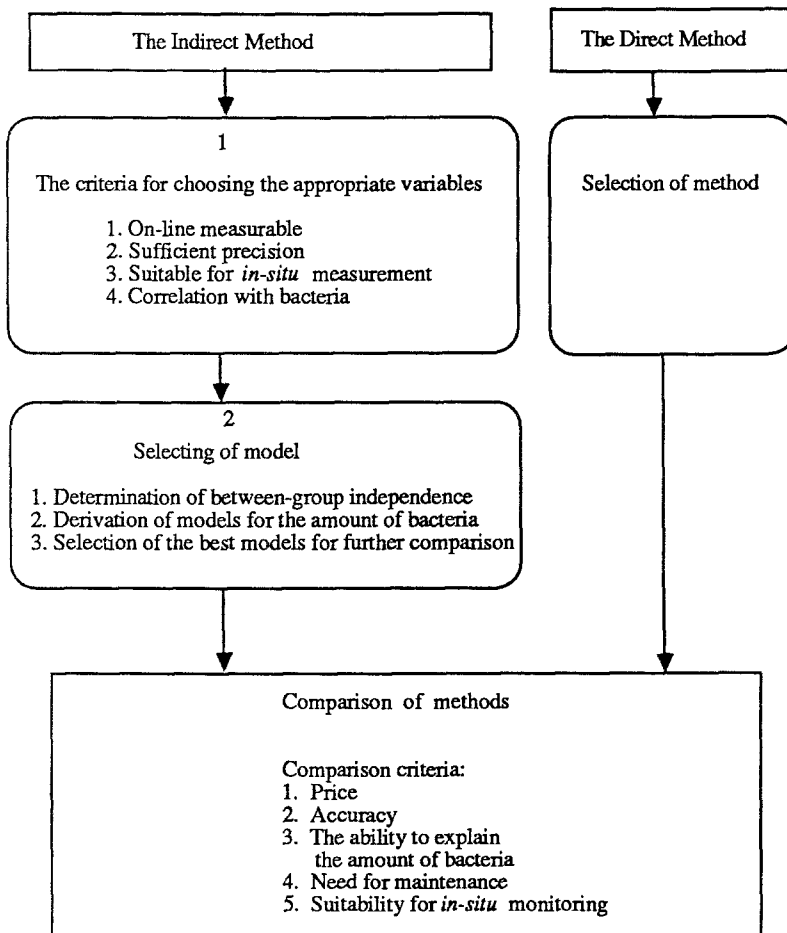 The Indirect Method
The Direct Method
1
The criteria for choosing the appropriate variables
1. On-line measurable
2. Sufficient precision
3. Suitable for in-situ measurement
4. Correlation with bacteria
Selection of method
2
Selecting of model
1. Determination of between-group independence
2. Derivation of models for the amount of bacteria
3. Selection of the best models for further comparison
Comparison of methods
Comparison criteria:
1. Price
2. Accuracy
3. The ability to explain
the amount of bacteria
4. Need for maintenance
5. Suitability for in-situ monitoring